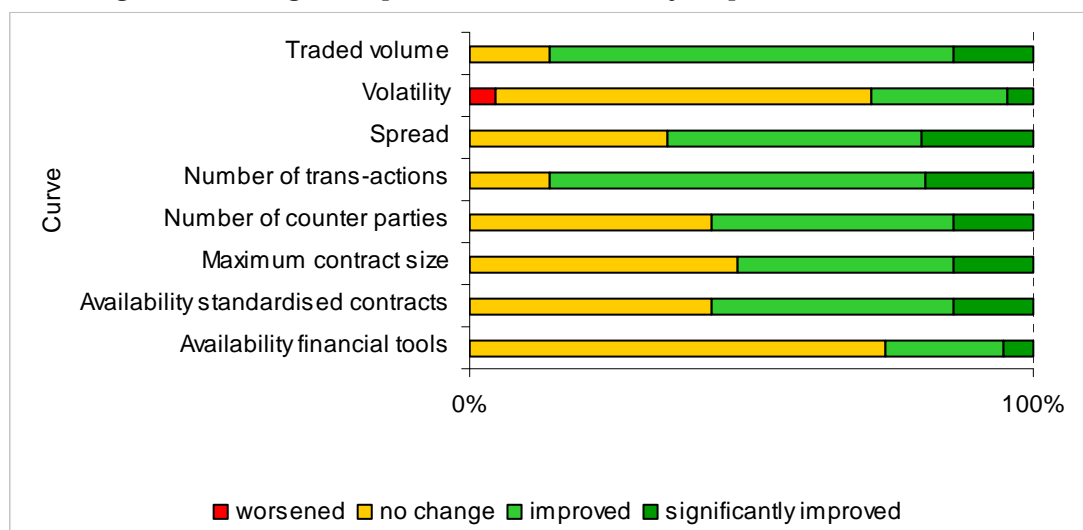 Traded volume
Volatility
Spread
Number of trans-actions
Number of counter parties
Maximum contract size
Availability standardised contracts
Availability financial tools
Curve
0% 100%
worsened no change improved significantly improved